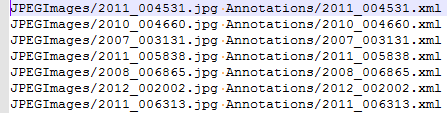 JPEGImages/2011_004531.jpg Annotations/2011_004531.xml
JPEGImages/2010_004660.jpg Annotations/2010_004660.xml
JPEGImages/2007_003131.jpg Annotations/2007_003131.xml
JPEGImages/2011_005838.jpg Annotations/2011_005838.xml
JPEGImages/2008_006865.jpg Annotations/2008_006865.xml
JPEGImages/2012_002002.jpg Annotations/2012_002002.xml
JPEGImages/2011_006313.jpg Annotations/2011_006313.xml